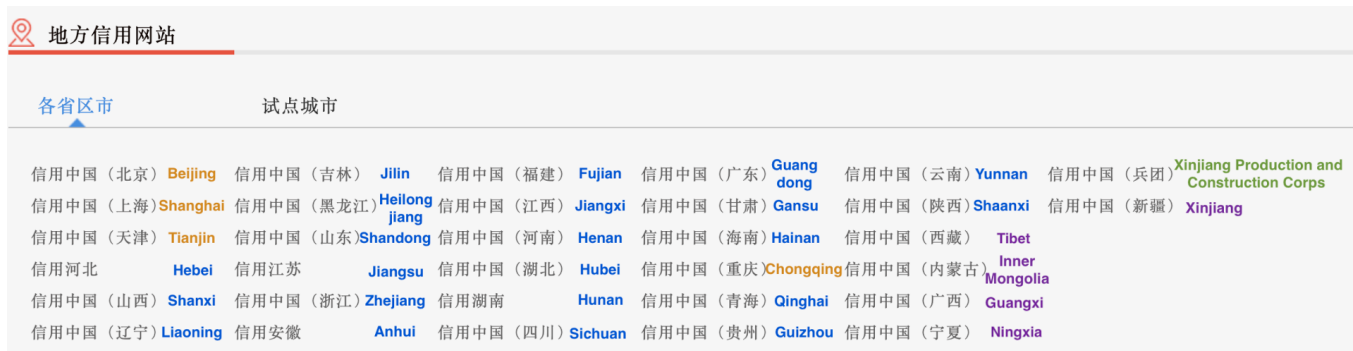 地方信用网站
各省区市 试点城市
信用中国（北京） Beijing 信用中国（吉林） Jilin 信用中国（福建） Fujian 信用中国（广东） Guang dong 信用中国（云南） Yunnan 信用中国（兵团） Xinjiang Production and Construction Corps
信用中国（上海） Shanghai 信用中国（黑龙江） Heilong jiang 信用中国（江西） Jiangxi 信用中国（甘肃） Gansu 信用中国（陕西） Shaanxi 信用中国（新疆） Xinjiang
信用中国（天津） Tianjin 信用中国（山东） Shandong 信用中国（河南） Henan 信用中国（海南） Hainan 信用中国（西藏） Tibet
信用河北 Hebei 信用江苏 Jiangsu 信用中国（湖北） Hubei 信用中国（重庆） Chongqing 信用中国（内蒙古） Inner Mongolia
信用中国（山西） Shanxi 信用中国（浙江） Zhejiang 信用湖南 Hunan 信用中国（青海） Qinghai 信用中国（广西） Guangxi
信用中国（辽宁） Liaoning 信用安徽 Anhui 信用中国（四川） Sichuan 信用中国（贵州） Guizhou 信用中国（宁夏） Ningxia